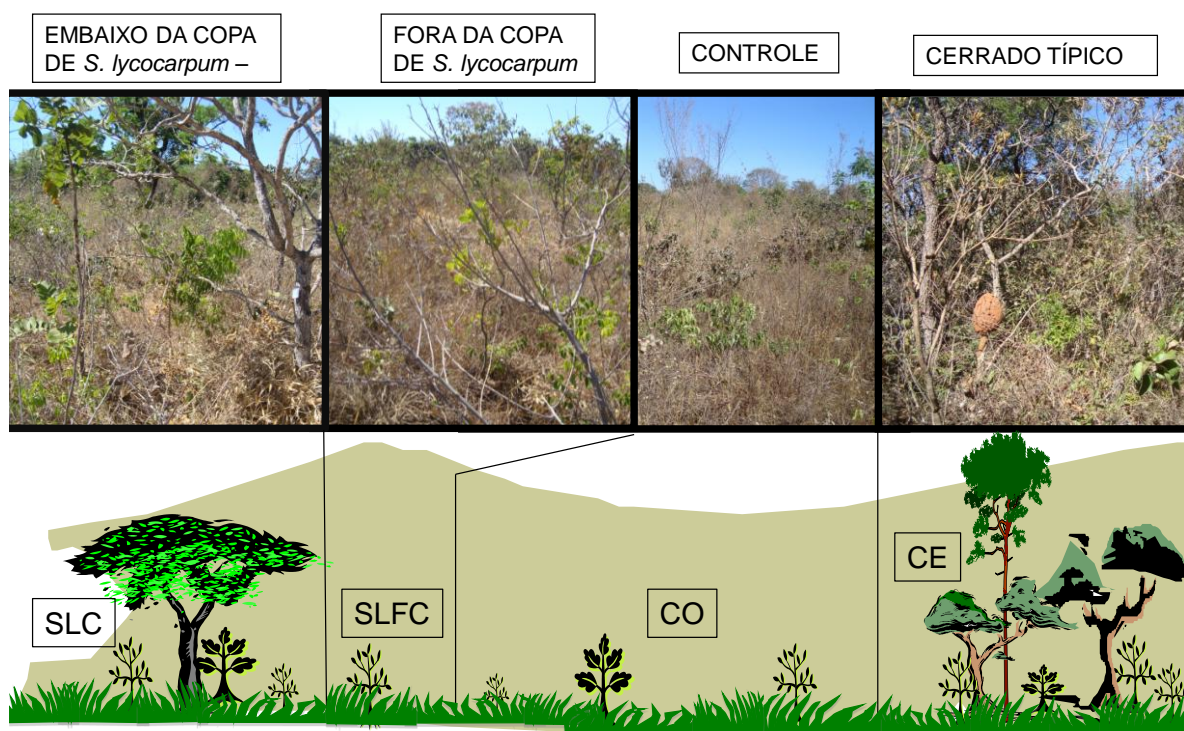 EMBAIXO DA COPA
DE S. lycocarpum –
FORA DA COPA
DE S. lycocarpum
CONTROLE
CERRADO TÍPICO
SLC
SLFC
CO
CE